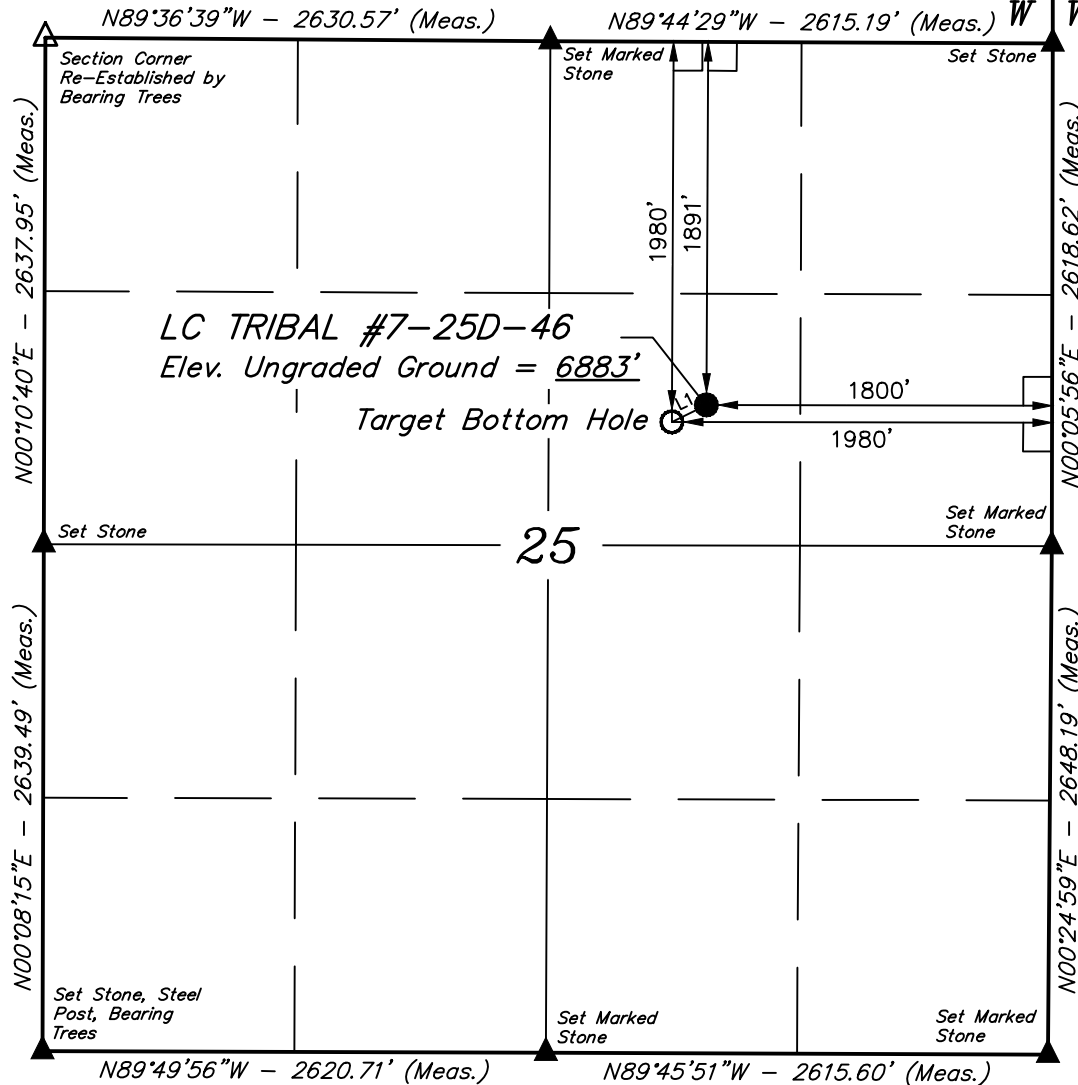 N89°36'39"W - 2630.57' (Meas.)
N89°44'29"W - 2615.19' (Meas.)
W
Section Corner
Re-Established by
Bearing Trees
Set Marked
Stone
Set Stone
N00°10'40"E - 2637.95' (Meas.)
1980'
1891'
N00°05'56"E - 2618.62' (Meas.)
LC TRIBAL #7-25D-46
Elev. Ungraded Ground = 6883'
Target Bottom Hole
L1
1800'
1980'
Set Stone
Set Marked
Stone
25
N00°08'15"E - 2639.49' (Meas.)
N00°24'59"E - 2648.19' (Meas.)
Set Stone, Steel
Post, Bearing
Trees
Set Marked
Stone
Set Marked
Stone
N89°49'56"W - 2620.71' (Meas.)
N89°45'51"W - 2615.60' (Meas.)